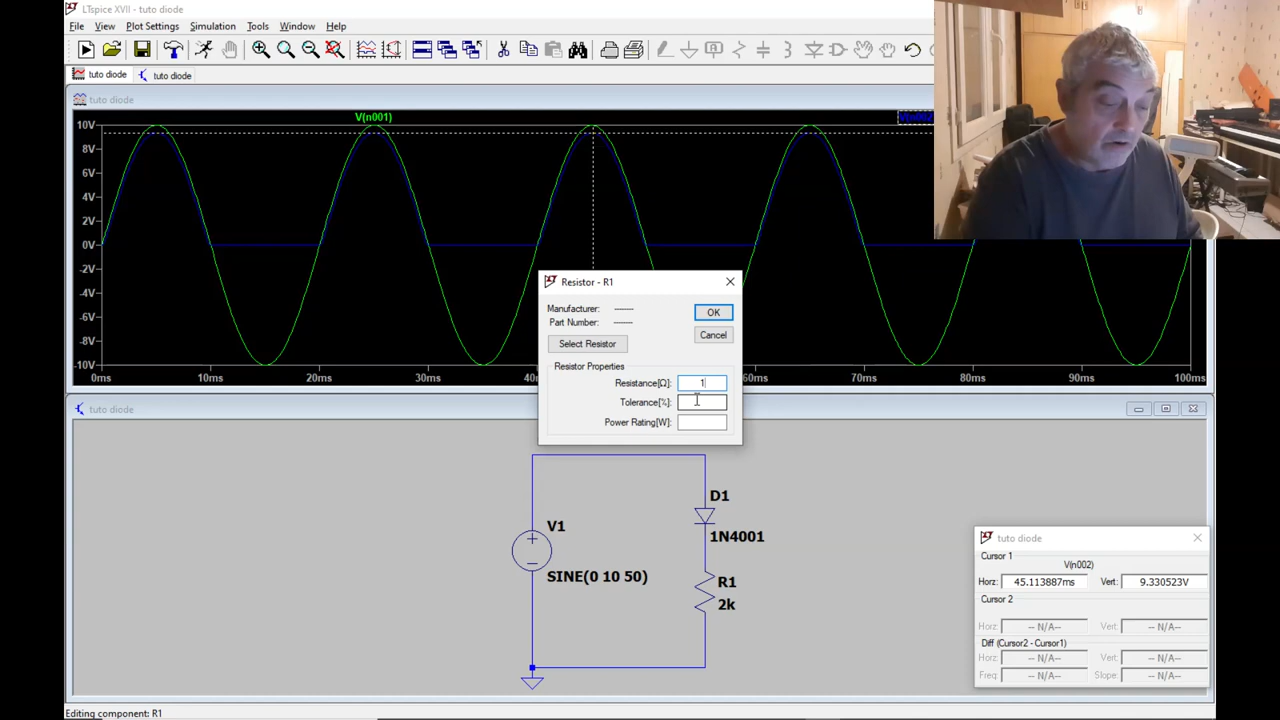 LTspice XVII - tuto diode
File View Plot Settings Simulation Tools Window Help
tuto diode tuto diode
tuto diode
V(n001) V(n002)
10V
8V
6V
4V
2V
0V
-2V
-4V
-6V
-8V
-10V
0ms 10ms 20ms 30ms 40ms 60ms 70ms 80ms 90ms 100ms
Resistor - R1
Manufacturer: -------
Part Number: -------
OK
Cancel
Select Resistor
Resistor Properties
Resistance[Ω]: 1
Tolerance[%]:
Power Rating[W]:
tuto diode
D1
1N4001
V1
SINE(0 10 50)
R1
2k
tuto diode
Cursor 1
V(n002)
Horz: 45.113887ms Vert: 9.330523V
Cursor 2
Horz: -- N/A-- Vert: -- N/A--
Diff (Cursor2 - Cursor1)
Horz: -- N/A-- Vert: -- N/A--
Freq: -- N/A-- Slope: -- N/A--
Editing component: R1